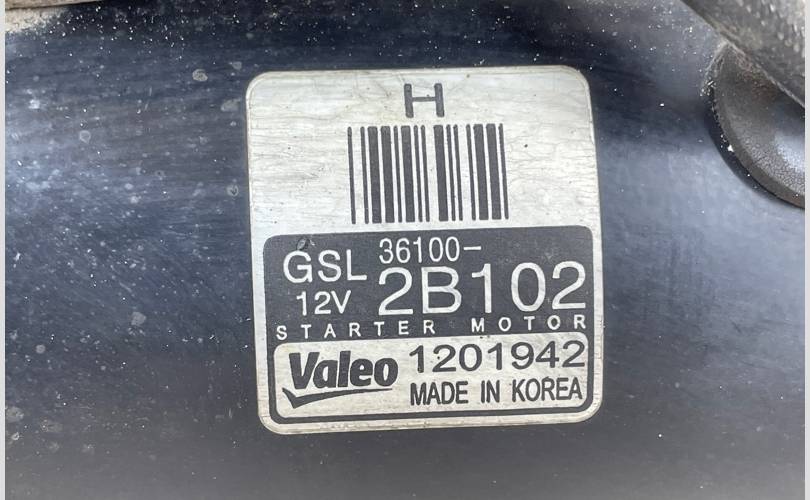 H
GSL 36100-
12V 2B102
STARTER MOTOR
Valeo 1201942
MADE IN KOREA